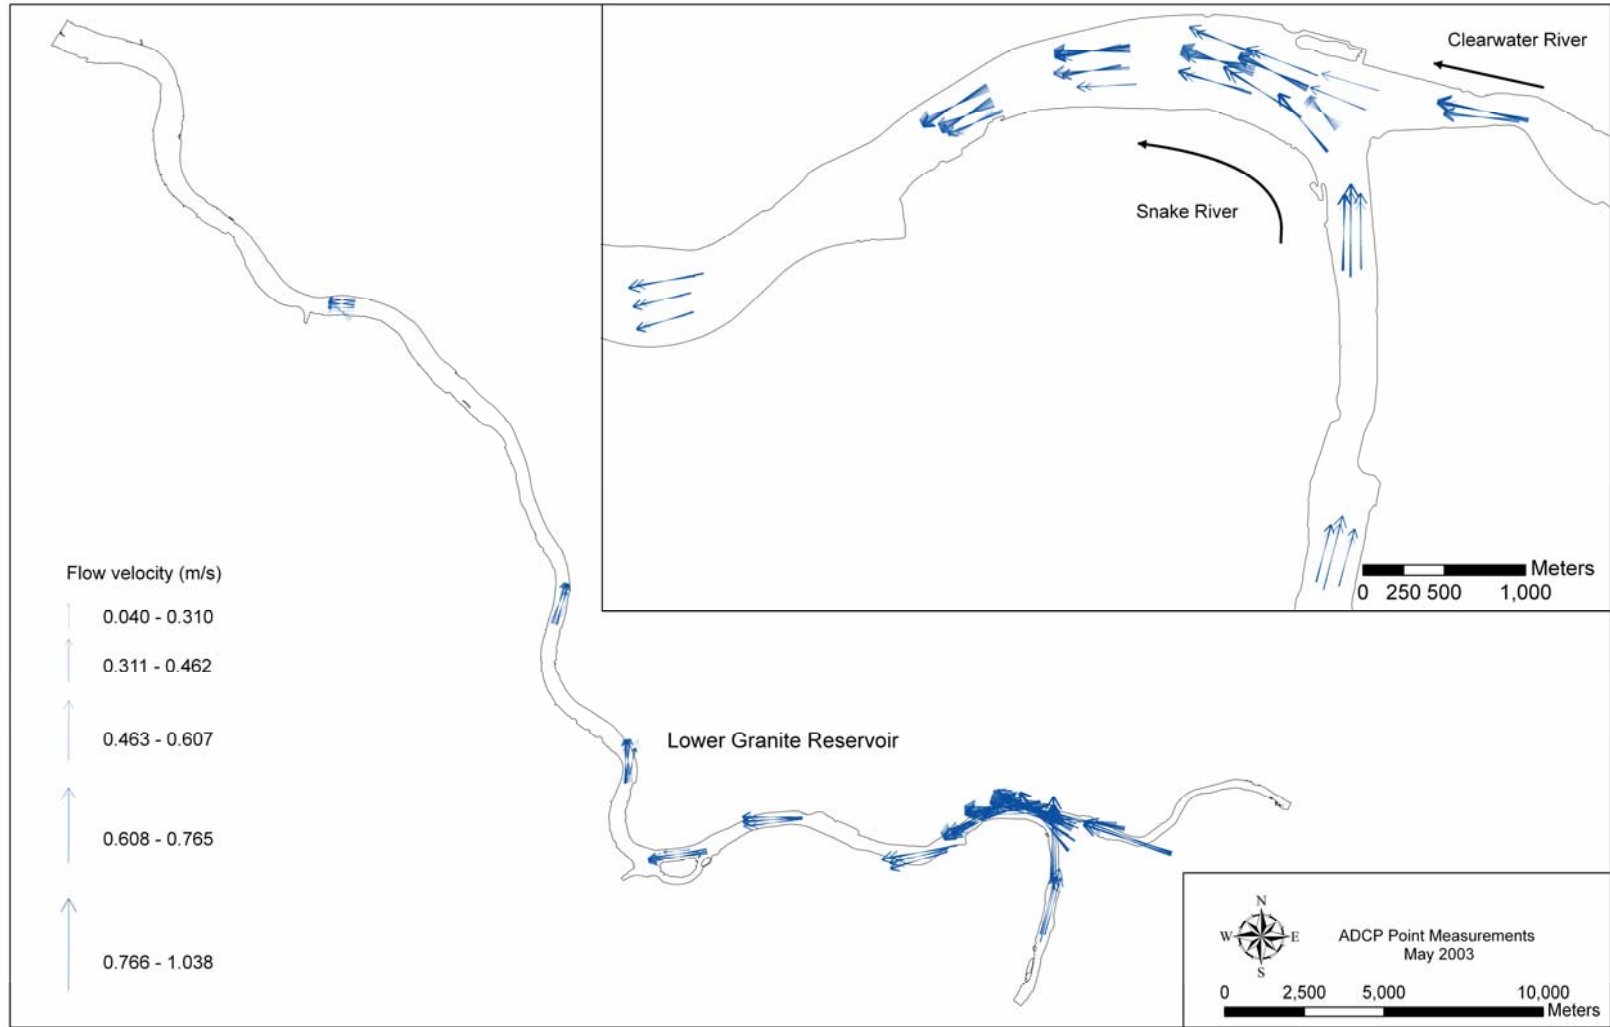 Clearwater River
Snake River
Meters
0 250 500 1,000
Flow velocity (m/s)
0.040 - 0.310
0.311 - 0.462
0.463 - 0.607
0.608 - 0.765
0.766 - 1.038
Lower Granite Reservoir
N
W E
S
ADCP Point Measurements
May 2003
0 2,500 5,000 10,000
Meters